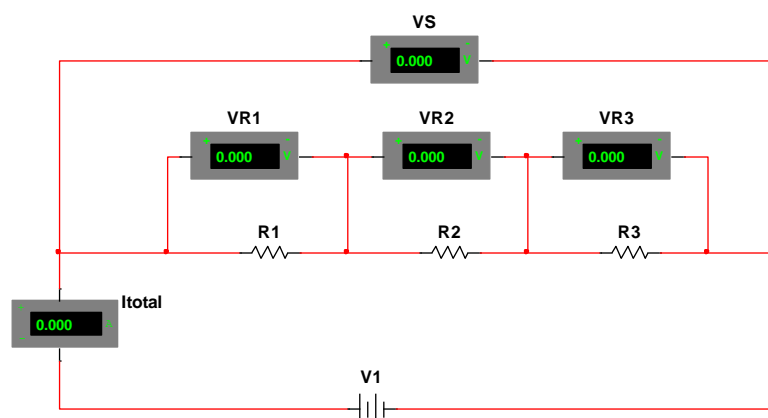 VS
+ -
0.000 V
VR1 VR2 VR3
+ - + - + -
0.000 V 0.000 V 0.000 V
R1 R2 R3
Itotal
+
0.000 A
-
V1